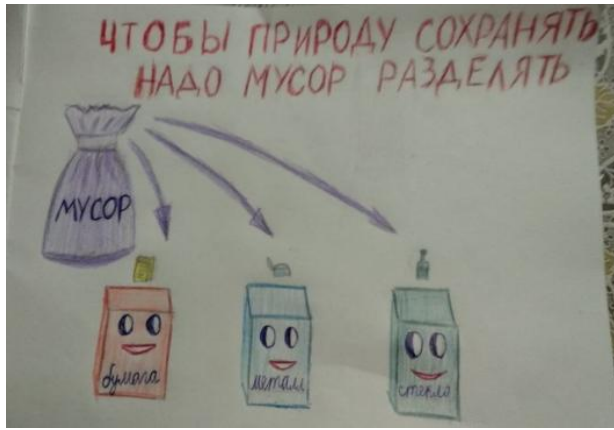 ЧТОБЫ ПРИРОДУ СОХРАНЯТЬ
НАДО МУСОР РАЗДЕЛЯТЬ
МУСОР
бумага
металл
стекло